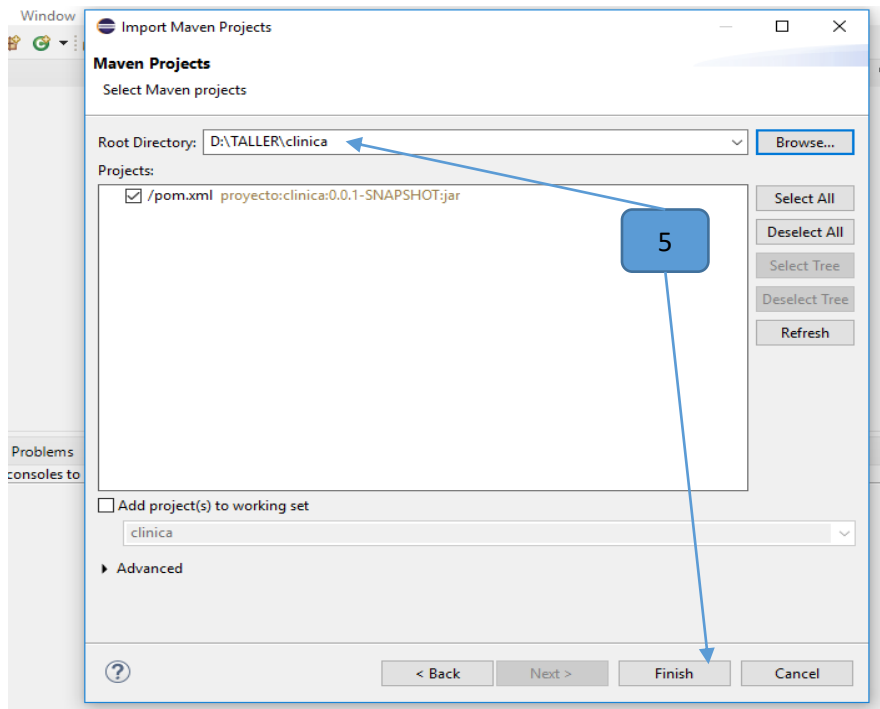 Window
Import Maven Projects
Maven Projects
Select Maven projects
Root Directory: D:\TALLER\clinica Browse...
Projects:
/pom.xml proyecto:clinica:0.0.1-SNAPSHOT:jar
Select All
Deselect All
Select Tree
Deselect Tree
Refresh
5
Problems
consoles to
Add project(s) to working set
clinica
Advanced
< Back Next > Finish Cancel